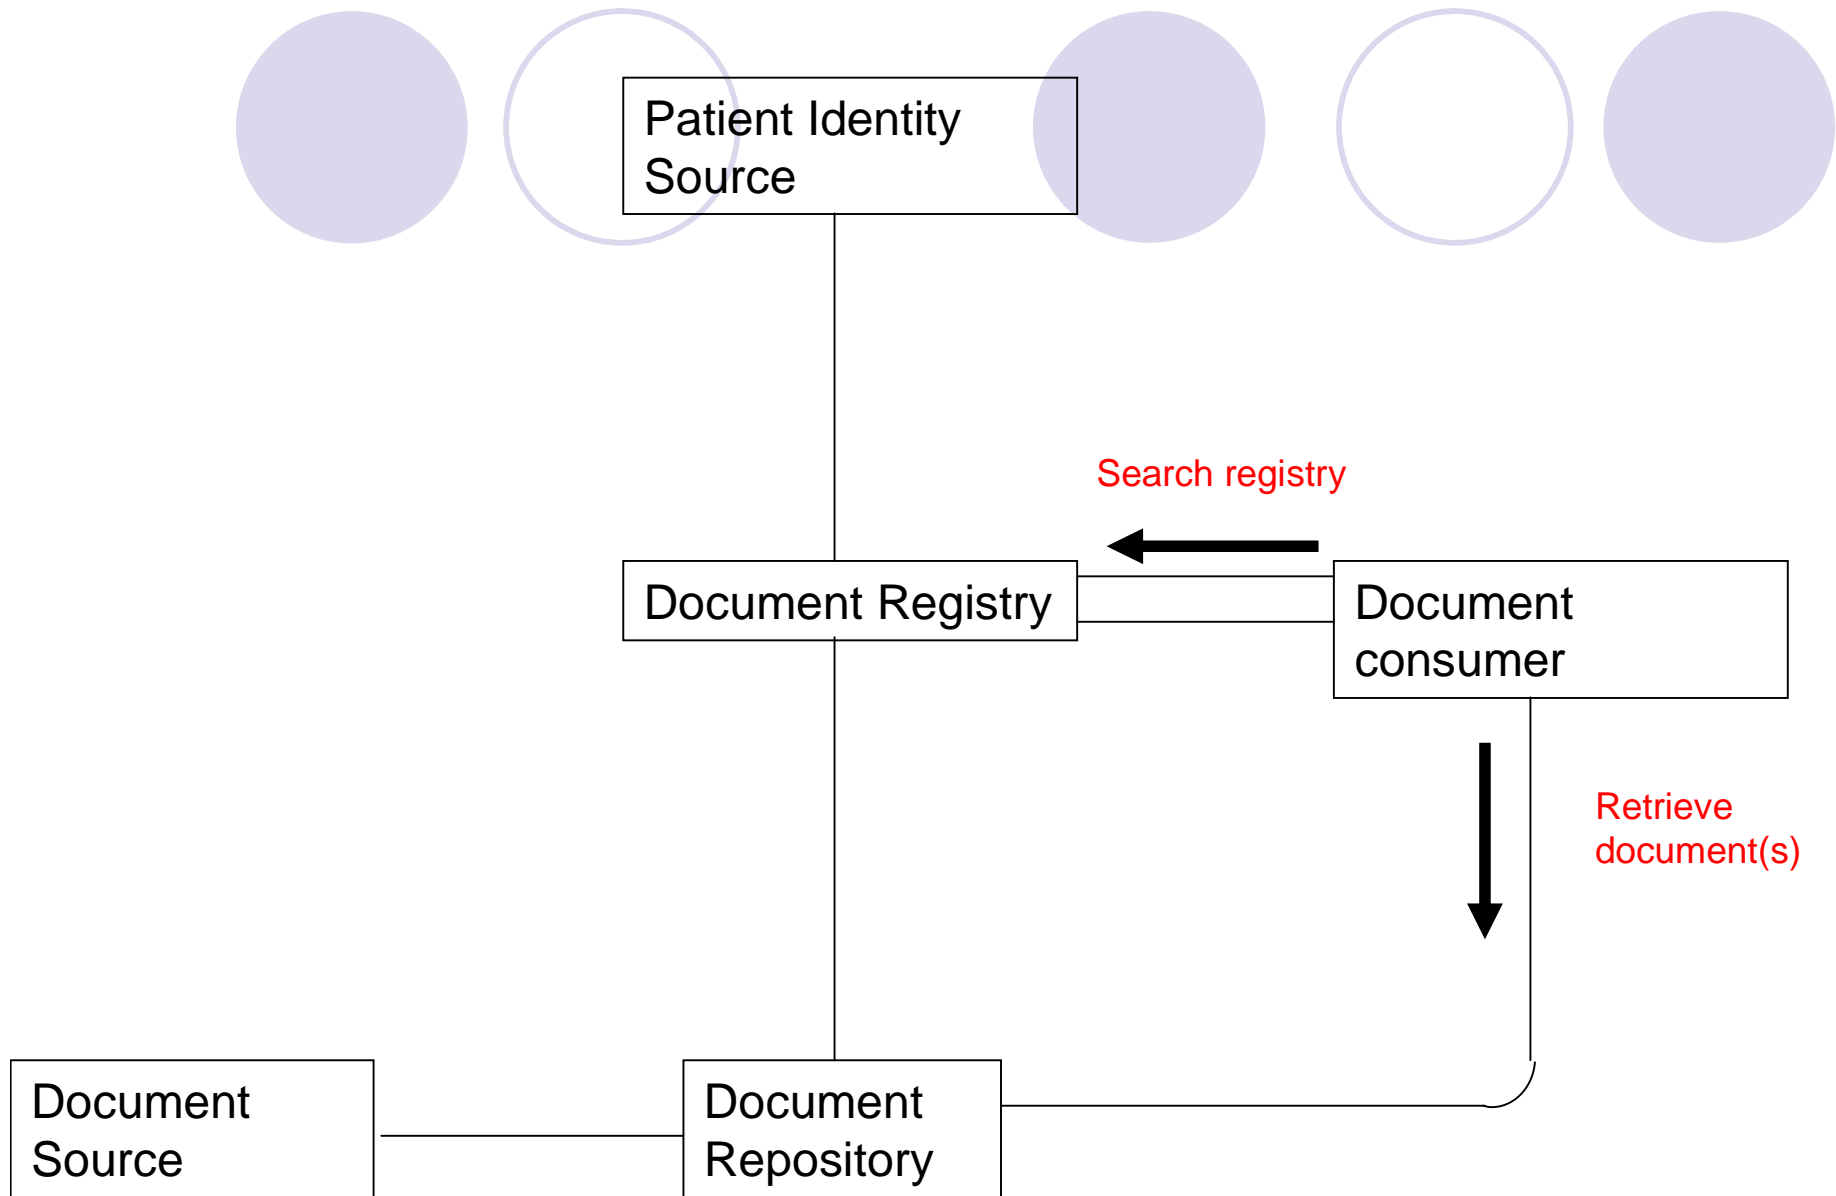 Patient Identity
Source
Search registry
Document Registry
Document
consumer
Retrieve
document(s)
Document
Source
Document
Repository